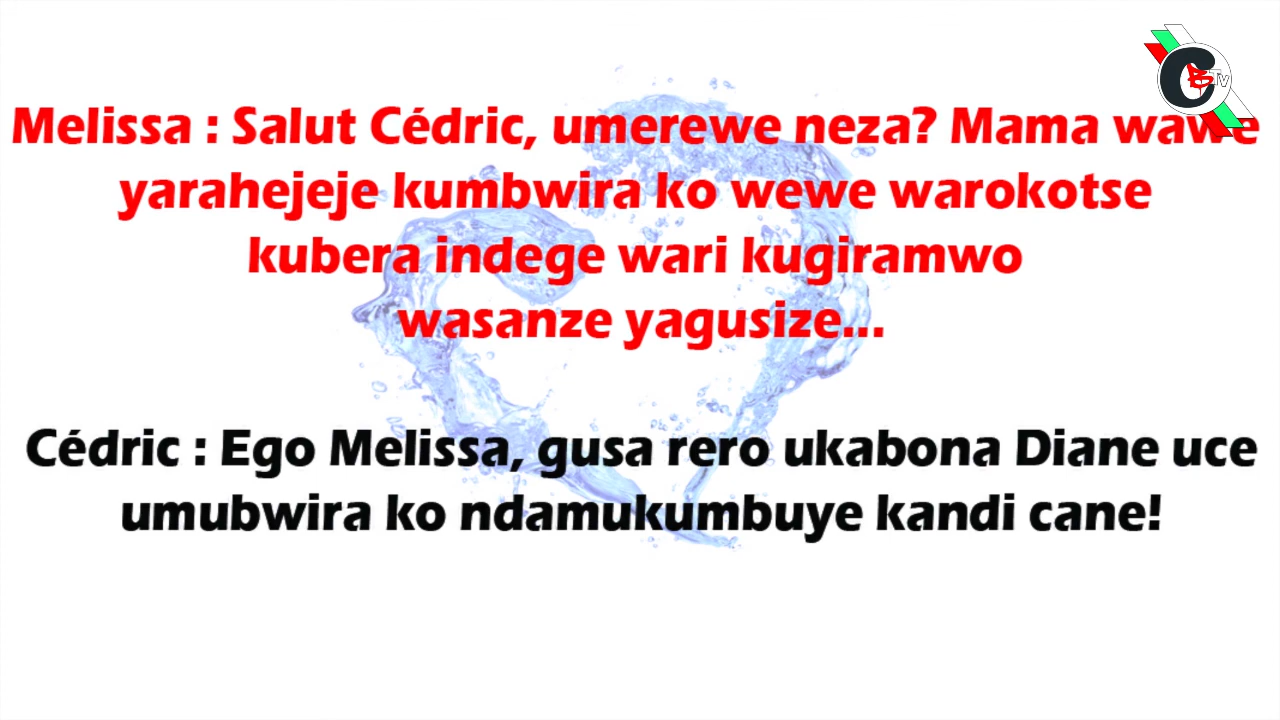 Melissa : Salut Cédric, umerewe neza? Mama wawe
yarahejeje kumbwira ko wewe warokotse
kubera indege wari kugiramwo
wasanze yagusize...
Cédric : Ego Melissa, gusa rero ukabona Diane uce
umubwira ko ndamukumbuye kandi cane!